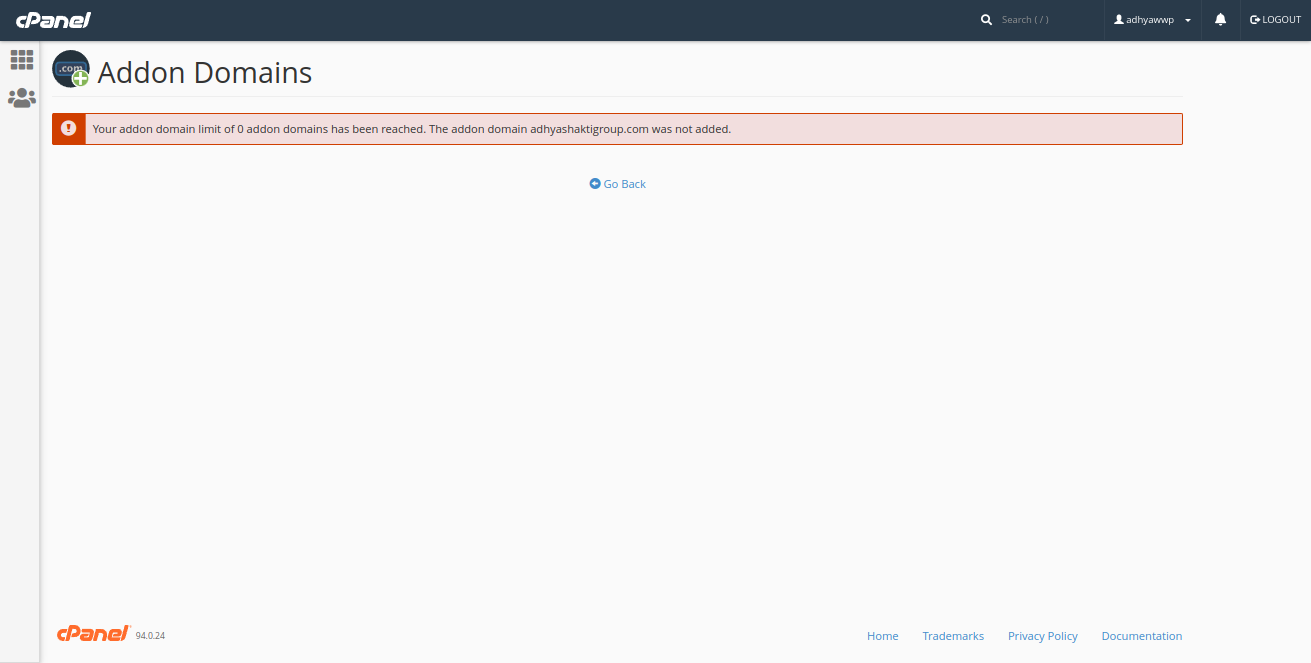 cPanel
Search ( / )
adhyawwp
LOGOUT
.com
Addon Domains
Your addon domain limit of 0 addon domains has been reached. The addon domain adhyashaktigroup.com was not added.
Go Back
cPanel 94.0.24
Home Trademarks Privacy Policy Documentation